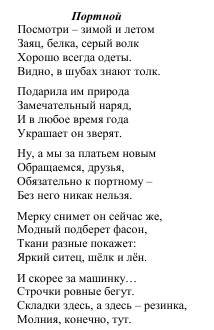 Портной
Посмотри – зимой и летом
Заяц, белка, серый волк
Хорошо всегда одеты.
Видно, в шубах знают толк.
Подарила им природа
Замечательный наряд,
И в любое время года
Украшает он зверят.
Ну, а мы за платьем новым
Обращаемся, друзья,
Обязательно к портному –
Без него никак нельзя.
Мерку снимет он сейчас же,
Модный подберет фасон,
Ткани разные покажет:
Яркий ситец, шёлк и лён.
И скорее за машинку…
Строчки ровные бегут.
Складки здесь, а здесь – резинка,
Молния, конечно, тут.